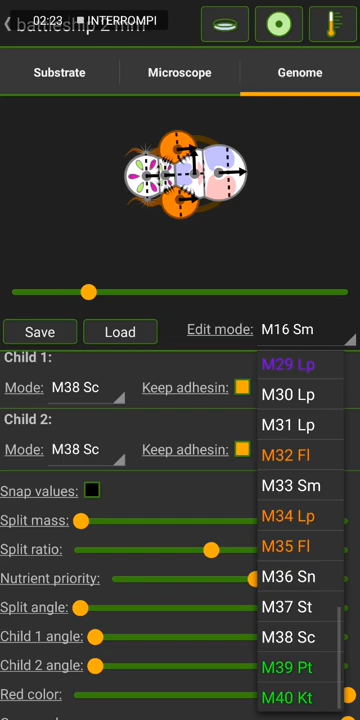 battleship 2 mm
02:23 INTERROMPI
Substrate Microscope Genome
Save Load Edit mode: M16 Sm
Child 1:
Mode: M38 Sc Keep adhesin:
Child 2:
Mode: M38 Sc Keep adhesin:
Snap values:
Split mass:
Split ratio:
Nutrient priority:
Split angle:
Child 1 angle:
Child 2 angle:
Red color:
M29 Lp
M30 Lp
M31 Lp
M32 Fl
M33 Sm
M34 Lp
M35 Fl
M36 Sn
M37 St
M38 Sc
M39 Pt
M40 Kt